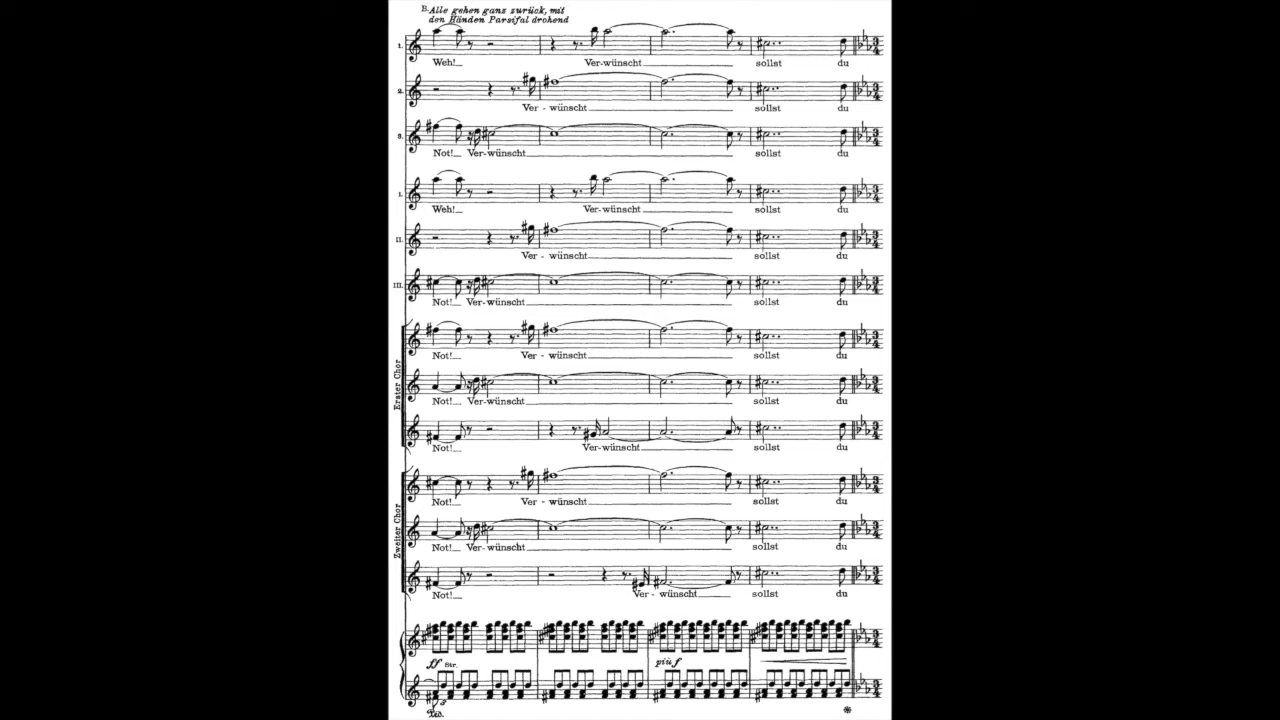 B. Alle gehen ganz zurück, mit
den Händen Parsifal drohend
1.
Weh! Verwünscht sollst du
2.
Ver - wünscht sollst du
3.
Not! Ver-wünscht sollst du
I.
Weh! Ver-wünscht sollst du
II.
Ver - wünscht sollst du
III.
Not! Ver-wünscht sollst du
Erster Chor
Not! Ver - wünscht sollst du
Not! Ver-wünscht sollst du
Not! Ver-wünscht sollst du
Zweiter Chor
Not! Ver - wünscht sollst du
Not! Ver-wünscht sollst du
Not! Ver - wünscht sollst du
ff Str. più f
Ped.